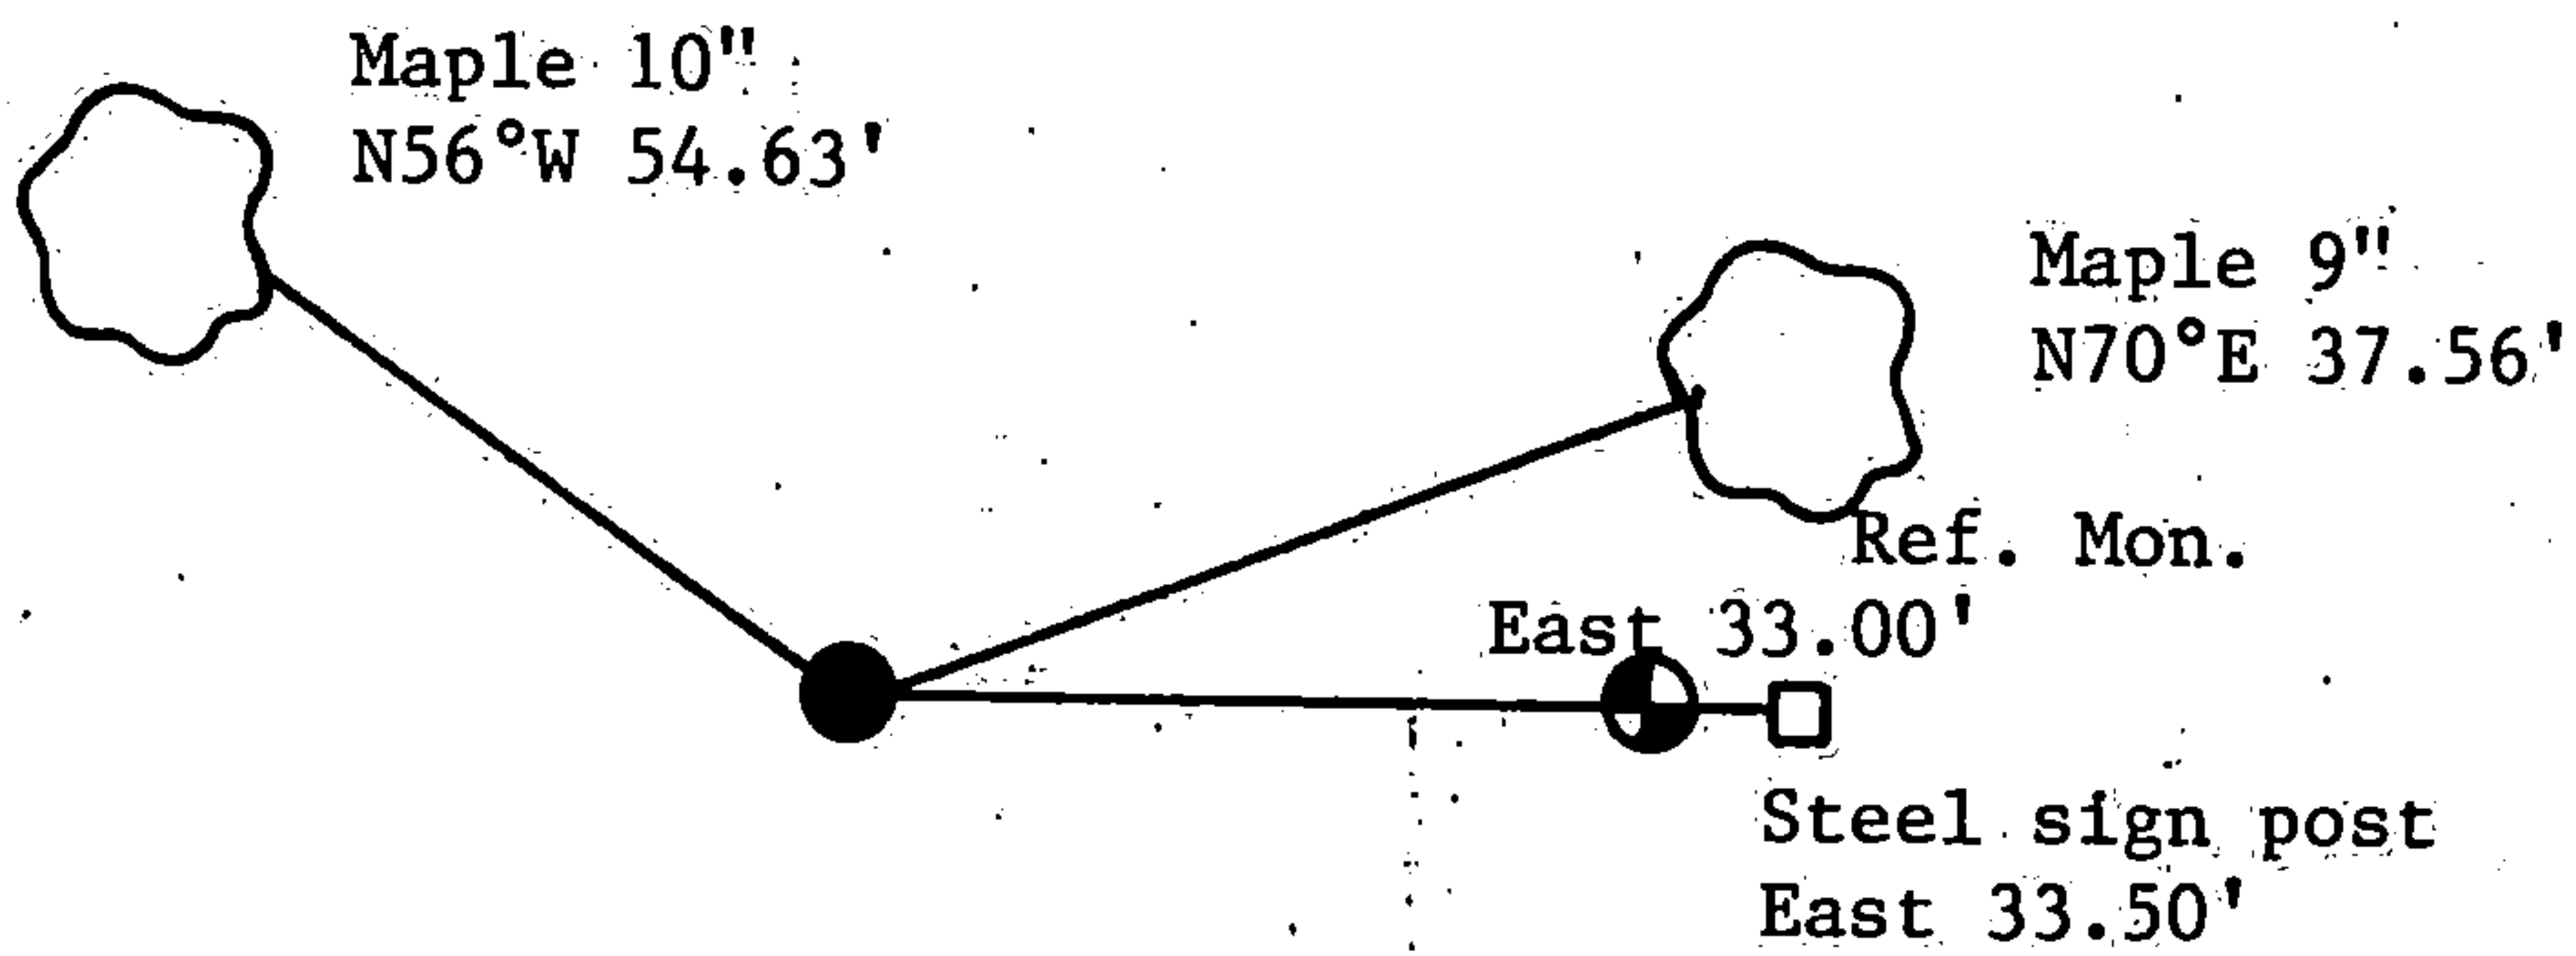 Maple 10"
N56°W 54.63'
Maple 9"
N70°E 37.56'
Ref. Mon.
East 33.00'
Steel sign post
East 33.50'